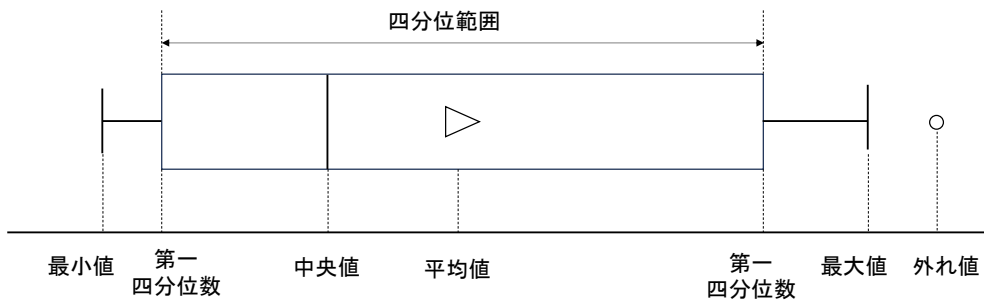 四分位範囲
最小値
第一
四分位数
中央値
平均値
第一
四分位数
最大値
外れ値